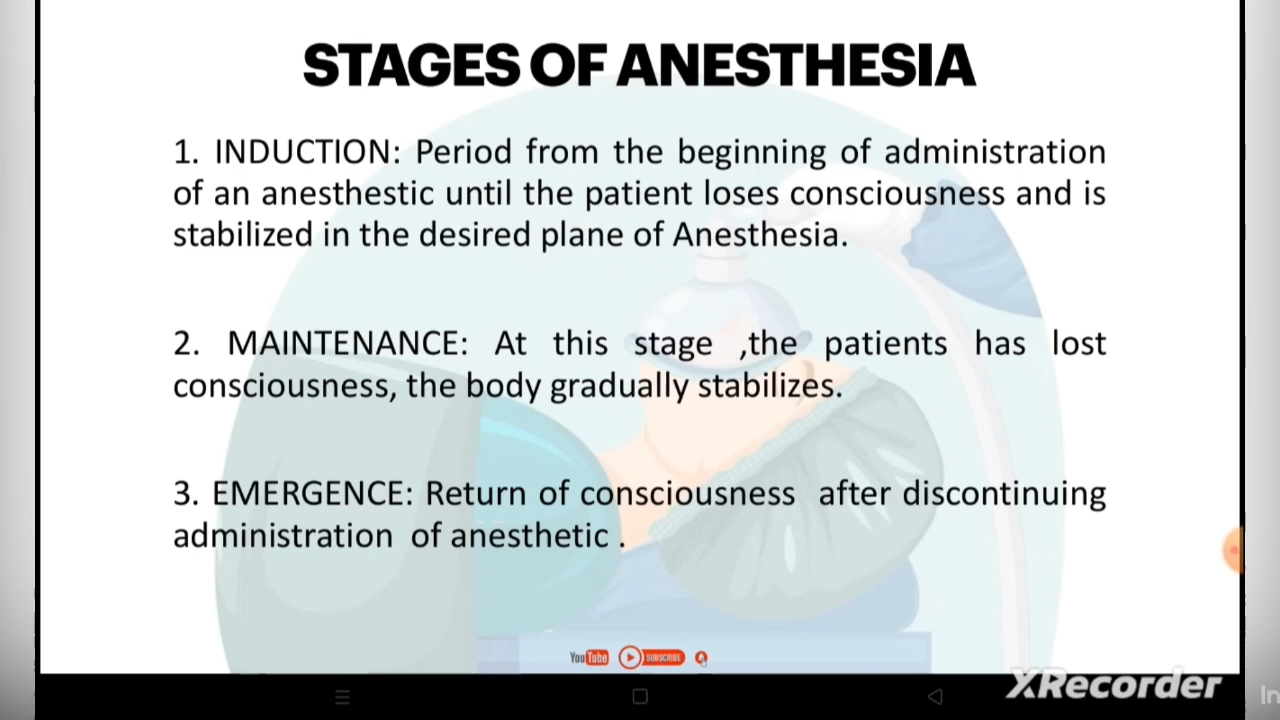 STAGES OF ANESTHESIA
1. INDUCTION: Period from the beginning of administration
of an anesthestic until the patient loses consciousness and is
stabilized in the desired plane of Anesthesia.
2. MAINTENANCE: At this stage ,the patients has lost
consciousness, the body gradually stabilizes.
3. EMERGENCE: Return of consciousness after discontinuing
administration of anesthetic .
YouTube SUBSCRIBE
XRecorder